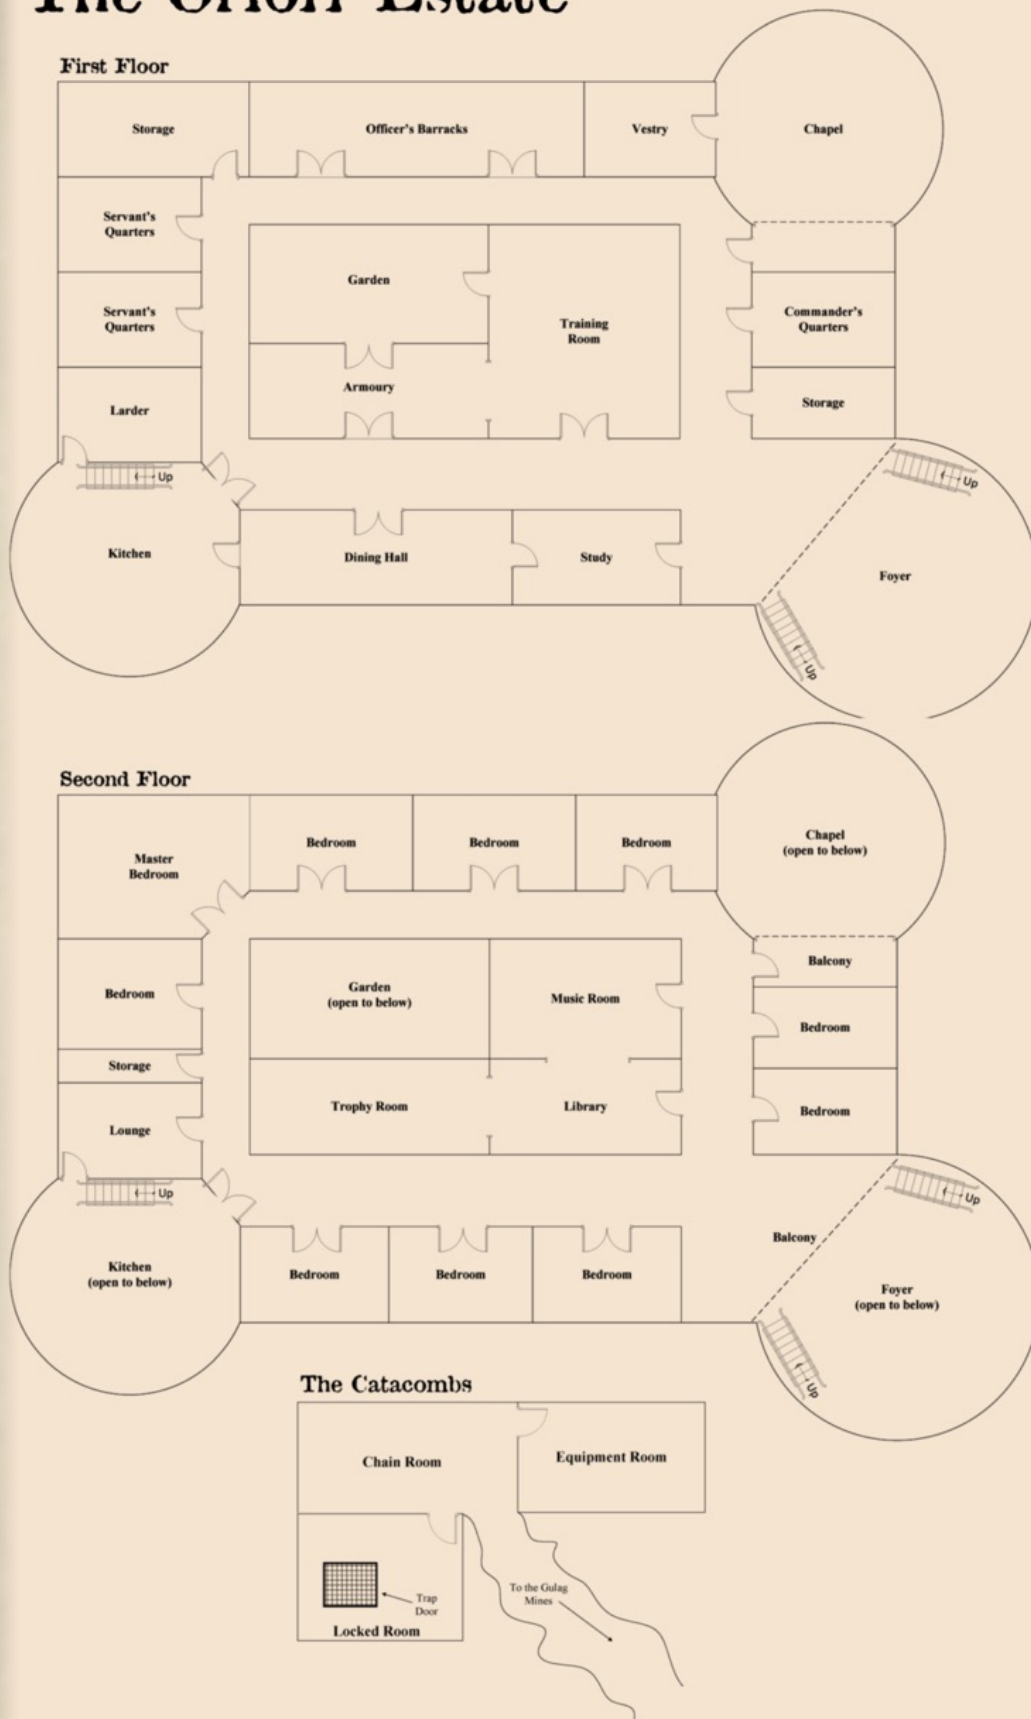 The Orloff Estate
First Floor
Storage
Officer's Barracks
Vestry
Chapel
Servant's
Quarters
Garden
Training
Room
Servant's
Quarters
Commander's
Quarters
Armoury
Larder
Storage
Up
Up
Kitchen
Dining Hall
Study
Foyer
Up
Second Floor
Master
Bedroom
Bedroom
Bedroom
Bedroom
Chapel
(open to below)
Bedroom
Garden
(open to below)
Music Room
Balcony
Bedroom
Storage
Trophy Room
Library
Bedroom
Lounge
Up
Up
Kitchen
(open to below)
Bedroom
Bedroom
Bedroom
Balcony
Foyer
(open to below)
Up
The Catacombs
Chain Room
Equipment Room
To the Gulag
Mines
Trap
Door
Locked Room